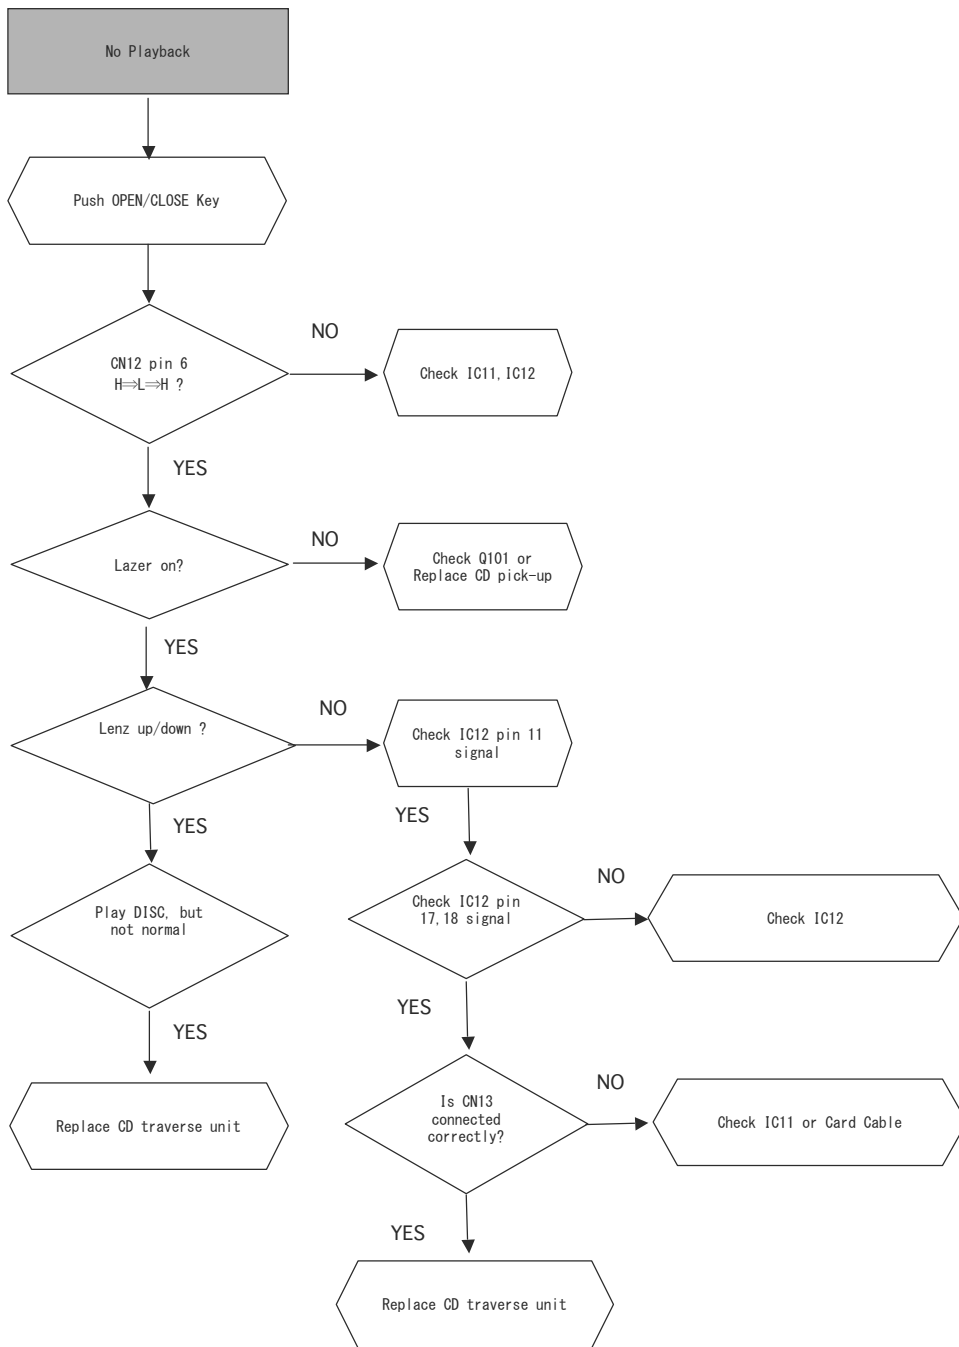 No Playback
Push OPEN/CLOSE Key
CN12 pin 6
H⇒L⇒H ?
NO
Check IC11,IC12
YES
Lazer on?
NO
Check Q101 or
Replace CD pick-up
YES
Lenz up/down ?
NO
Check IC12 pin 11
signal
YES
YES
Play DISC, but
not normal
Check IC12 pin
17,18 signal
NO
Check IC12
YES
YES
Replace CD traverse unit
Is CN13
connected
correctly?
NO
Check IC11 or Card Cable
YES
Replace CD traverse unit